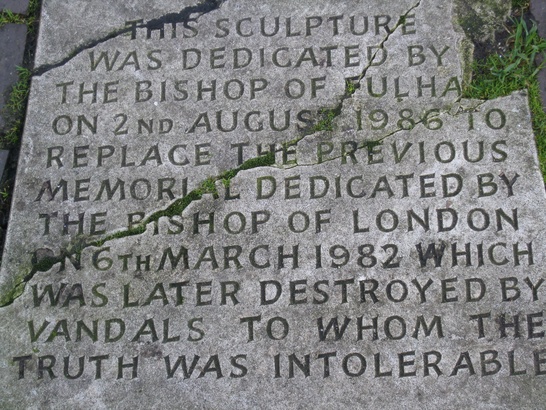 THIS SCULPTURE
WAS DEDICATED BY
THE BISHOP OF FULHA
ON 2ND AUGUST 1986 TO
REPLACE THE PREVIOUS
MEMORIAL DEDICATED BY
THE BISHOP OF LONDON
ON 6TH MARCH 1982 WHICH
WAS LATER DESTROYED BY
VANDALS TO WHOM THE
TRUTH WAS INTOLERABLE